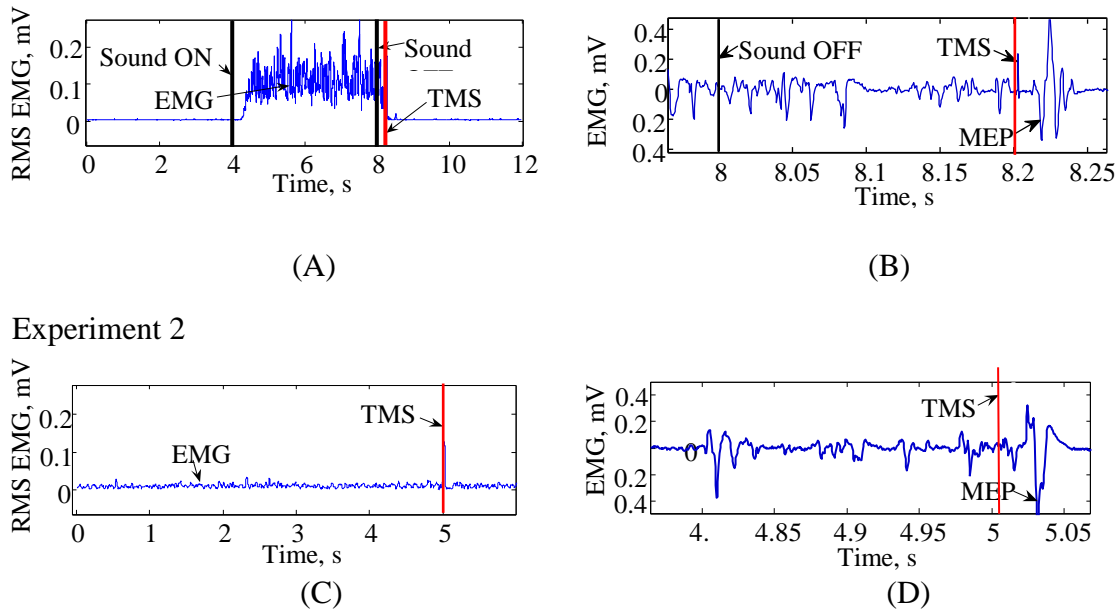 RMS EMG, mV
0.2
0.1
0
Sound ON
EMG
Sound
TMS
0 2 4 6 8 10 12
Time, s
(A)
EMG, mV
0.4
0.2
0
0.2
0.4
Sound OFF
TMS
MEP
8 8.05 8.1 8.15 8.2 8.25
Time, s
(B)
Experiment 2
RMS EMG, mV
0.2
0.1
0
TMS
EMG
0 1 2 3 4 5
Time, s
(C)
EMG, mV
0.4
0.2
0
0.2
0.4
TMS
MEP
4. 4.85 4.9 4.95 5 5.05
Time, s
(D)